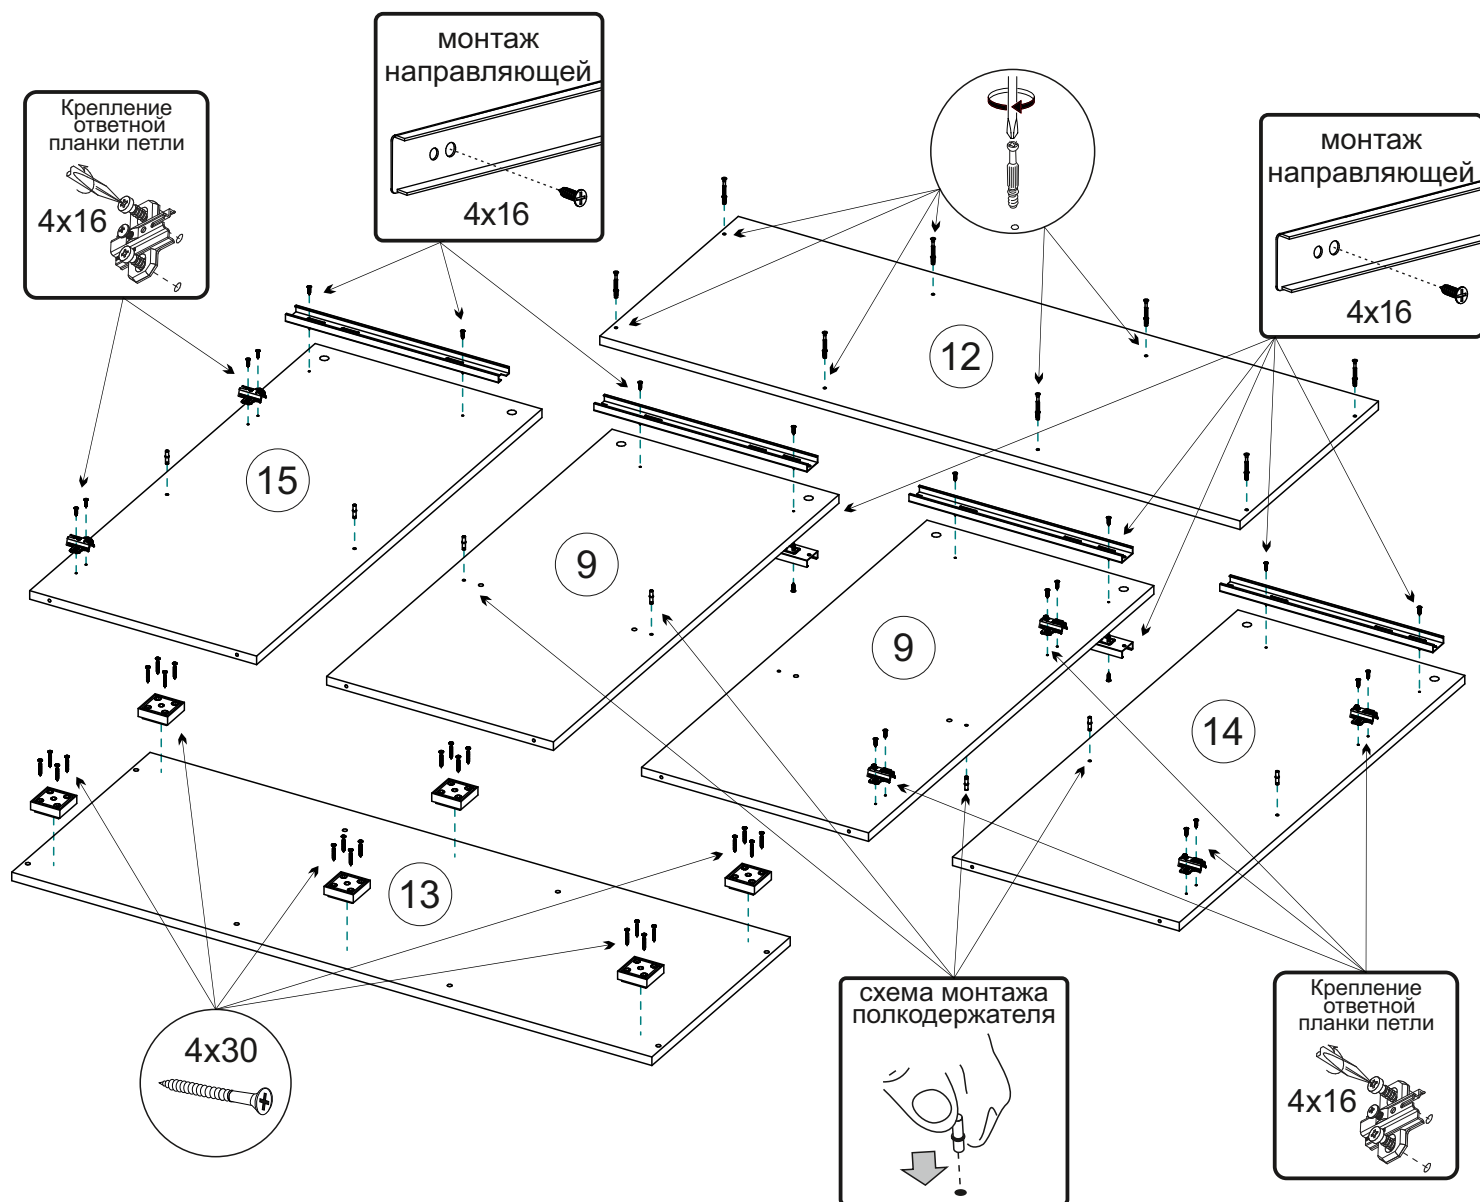 монтаж
направляющей
4x16
Крепление
ответной
планки петли
4x16
монтаж
направляющей
4x16
12
15
9
9
14
13
4x30
схема монтажа
полкодержателя
Крепление
ответной
планки петли
4x16